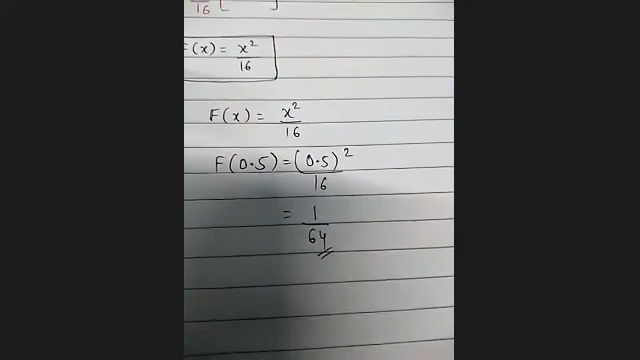 16 [ ]
F(x) = x²/16
F(x) = x²/16
F(0.5) = (0.5)²/16
= 1/64